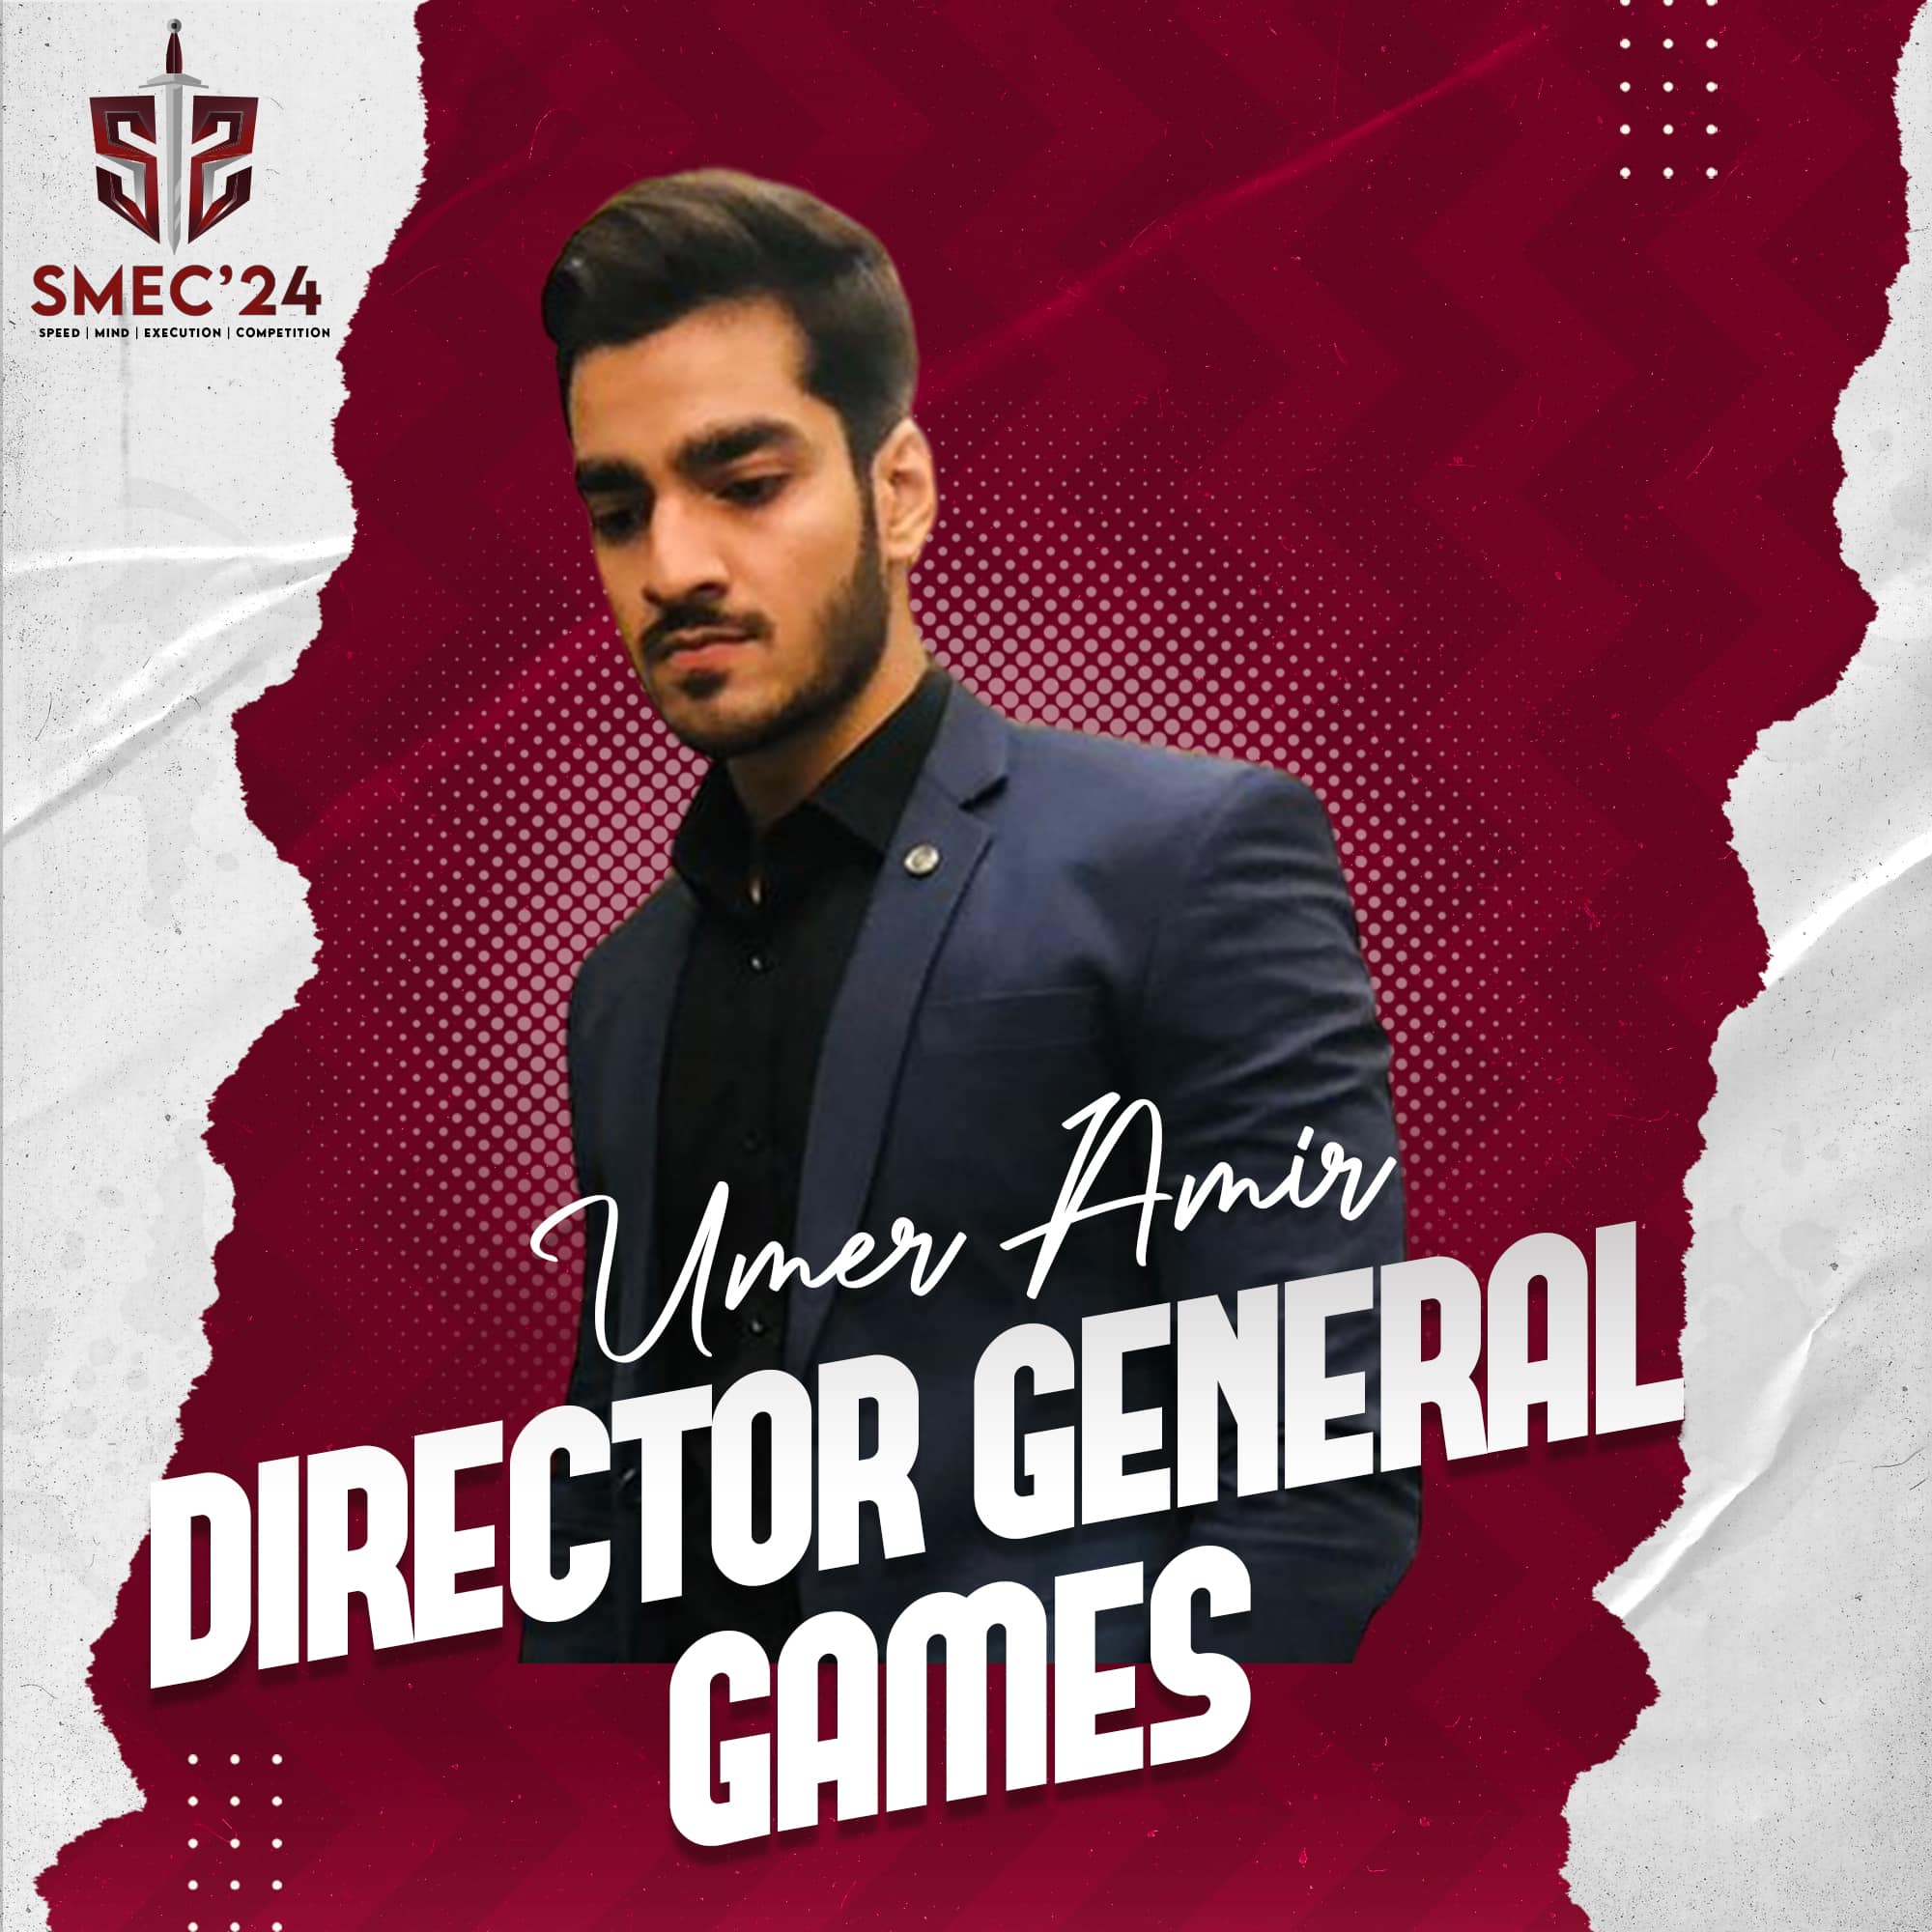 SMEC'24
SPEED | MIND | EXECUTION | COMPETITION
Umer Amir
DIRECTOR GENERAL
GAMES